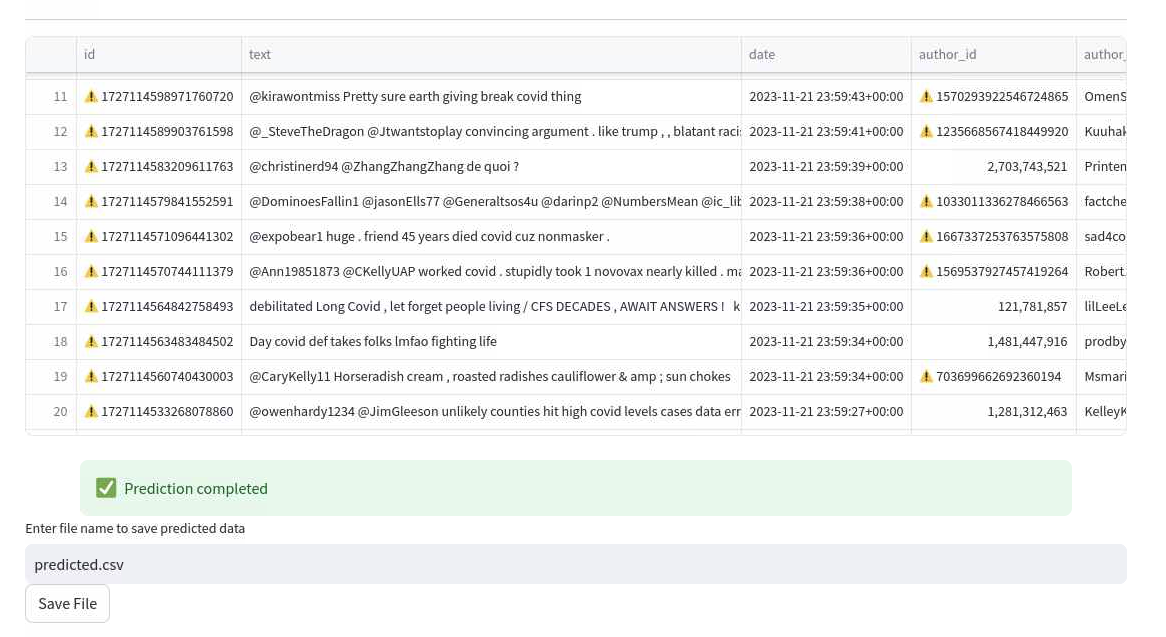 id text date author_id author_
11 ⚠️ 1727114598971760720 @kirawontmiss Pretty sure earth giving break covid thing 2023-11-21 23:59:43+00:00 ⚠️ 1570293922546724865 OmenS
12 ⚠️ 1727114589903761598 @_SteveTheDragon @Jtwantstoplay convincing argument . like trump , , blatant raci 2023-11-21 23:59:41+00:00 ⚠️ 1235668567418449920 Kuuhak
13 ⚠️ 1727114583209611763 @christinerd94 @ZhangZhangZhang de quoi ? 2023-11-21 23:59:39+00:00 2,703,743,521 Printen
14 ⚠️ 1727114579841552591 @DominoesFallin1 @jasonElls77 @Generaltsos4u @darinp2 @NumbersMean @ic_lib 2023-11-21 23:59:38+00:00 ⚠️ 1033011336278466563 factche
15 ⚠️ 1727114571096441302 @expobear1 huge . friend 45 years died covid cuz nonmasker . 2023-11-21 23:59:36+00:00 ⚠️ 1667337253763575808 sad4co
16 ⚠️ 1727114570744111379 @Ann19851873 @CKellyUAP worked covid . stupidly took 1 novovax nearly killed . ma 2023-11-21 23:59:36+00:00 ⚠️ 1569537927457419264 Robert.
17 ⚠️ 1727114564842758493 debilitated Long Covid , let forget people living / CFS DECADES , AWAIT ANSWERS ! k 2023-11-21 23:59:35+00:00 121,781,857 lilLeeLe
18 ⚠️ 1727114563483484502 Day covid def takes folks lmfao fighting life 2023-11-21 23:59:34+00:00 1,481,447,916 prodby
19 ⚠️ 1727114560740430003 @CaryKelly11 Horseradish cream , roasted radishes cauliflower & amp ; sun chokes 2023-11-21 23:59:34+00:00 ⚠️ 703699662692360194 Msmari
20 ⚠️ 1727114533268078860 @owenhardy1234 @JimGleeson unlikely counties hit high covid levels cases data err 2023-11-21 23:59:27+00:00 1,281,312,463 KelleyK
✅ Prediction completed
Enter file name to save predicted data
predicted.csv
Save File